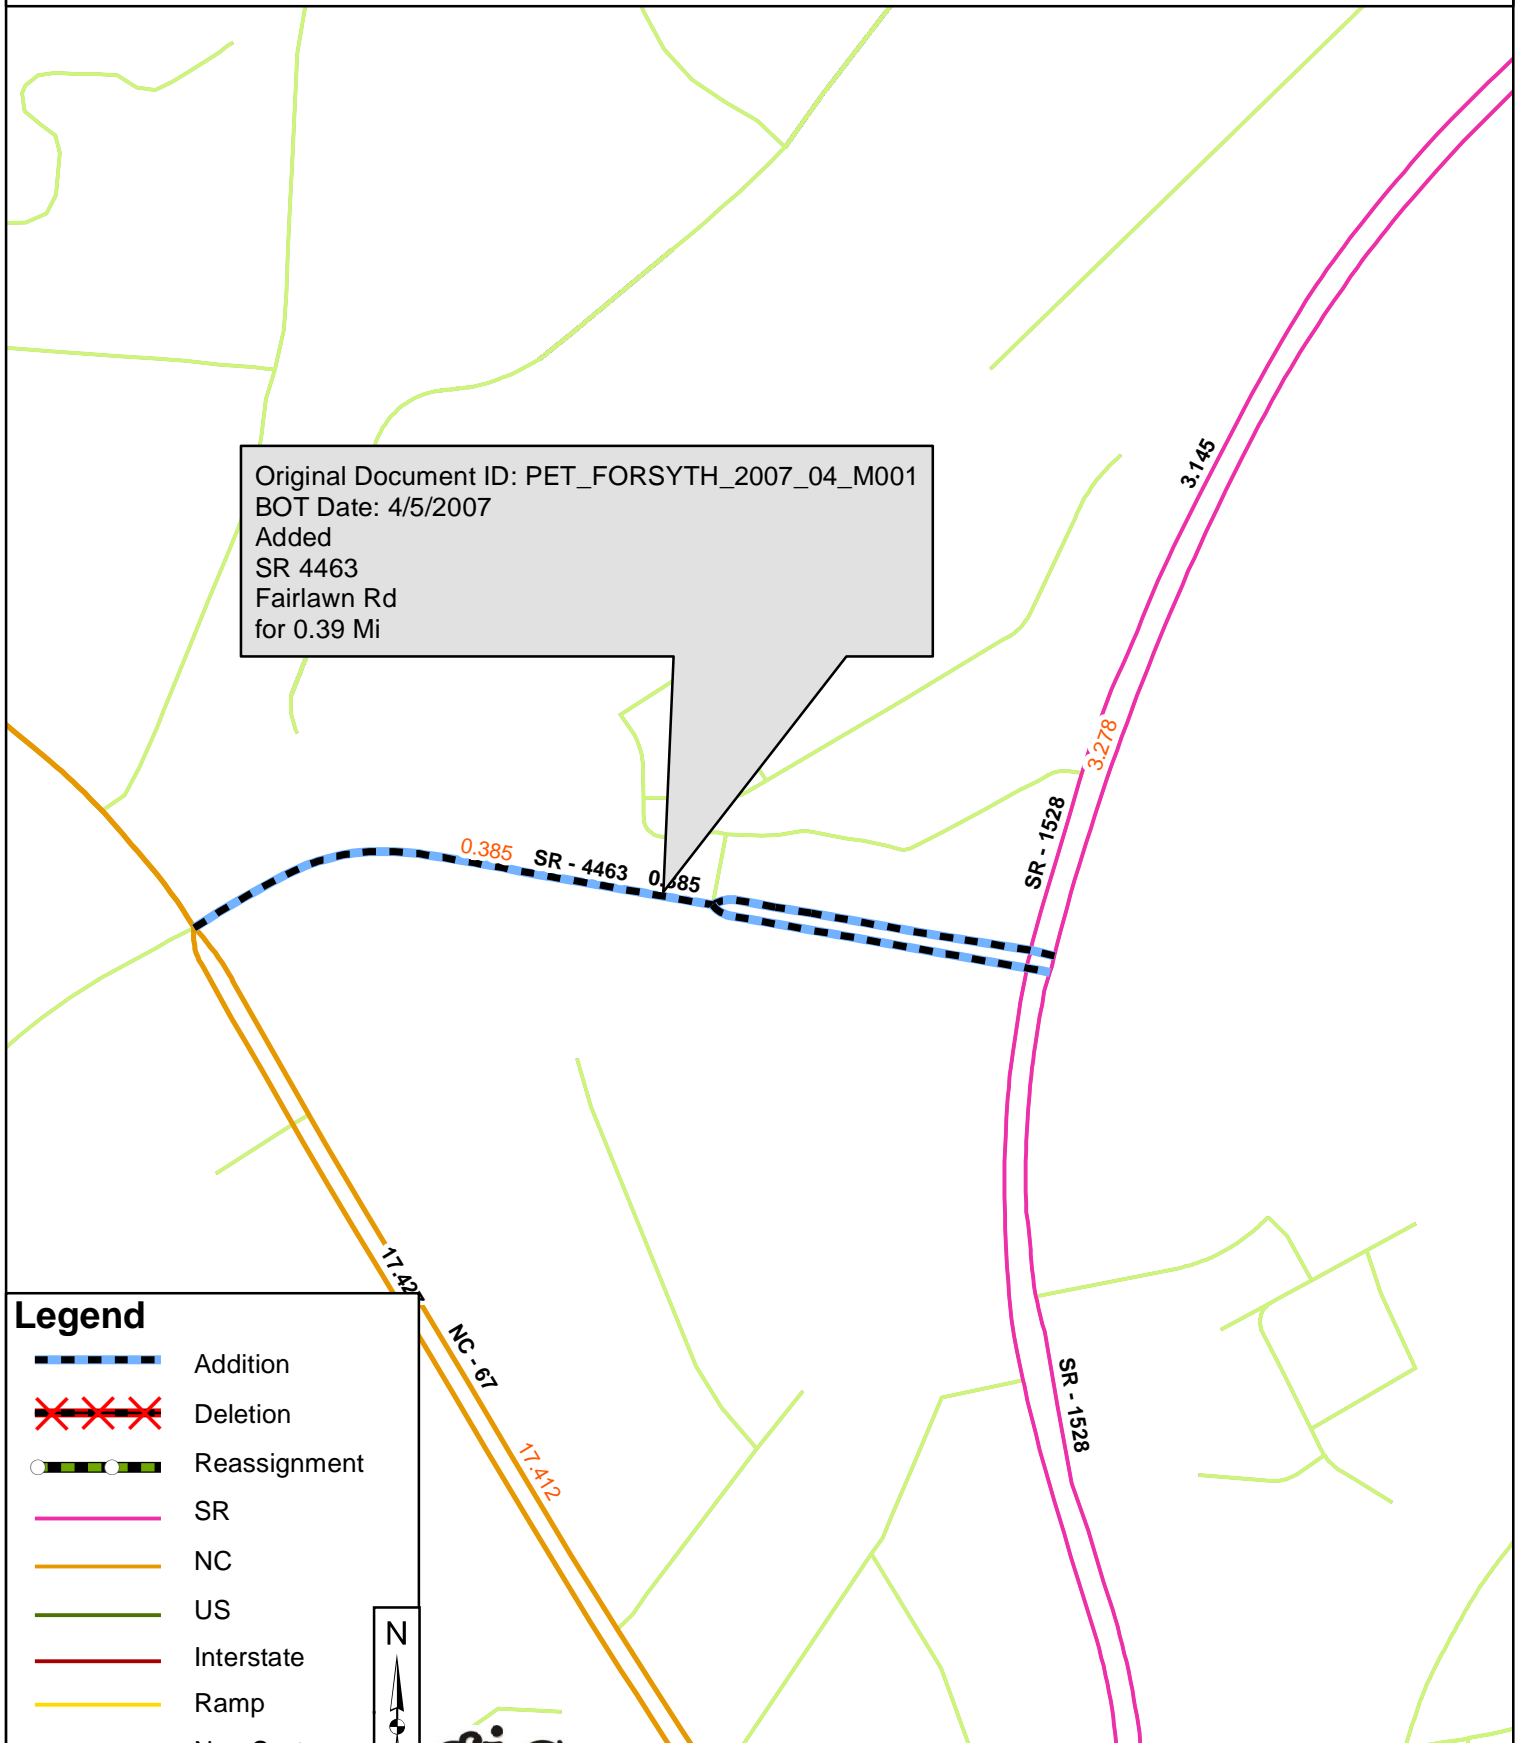 Original Document ID: PET_FORSYTH_2007_04_M001
BOT Date: 4/5/2007
Added
SR 4463
Fairlawn Rd
for 0.39 Mi
3.145
3.278
SR - 1528
0.385
SR - 4463
SR - 1528
NC - 67
17.412
Legend
Addition
Deletion
Reassignment
SR
NC
US
Interstate
Ramp
N